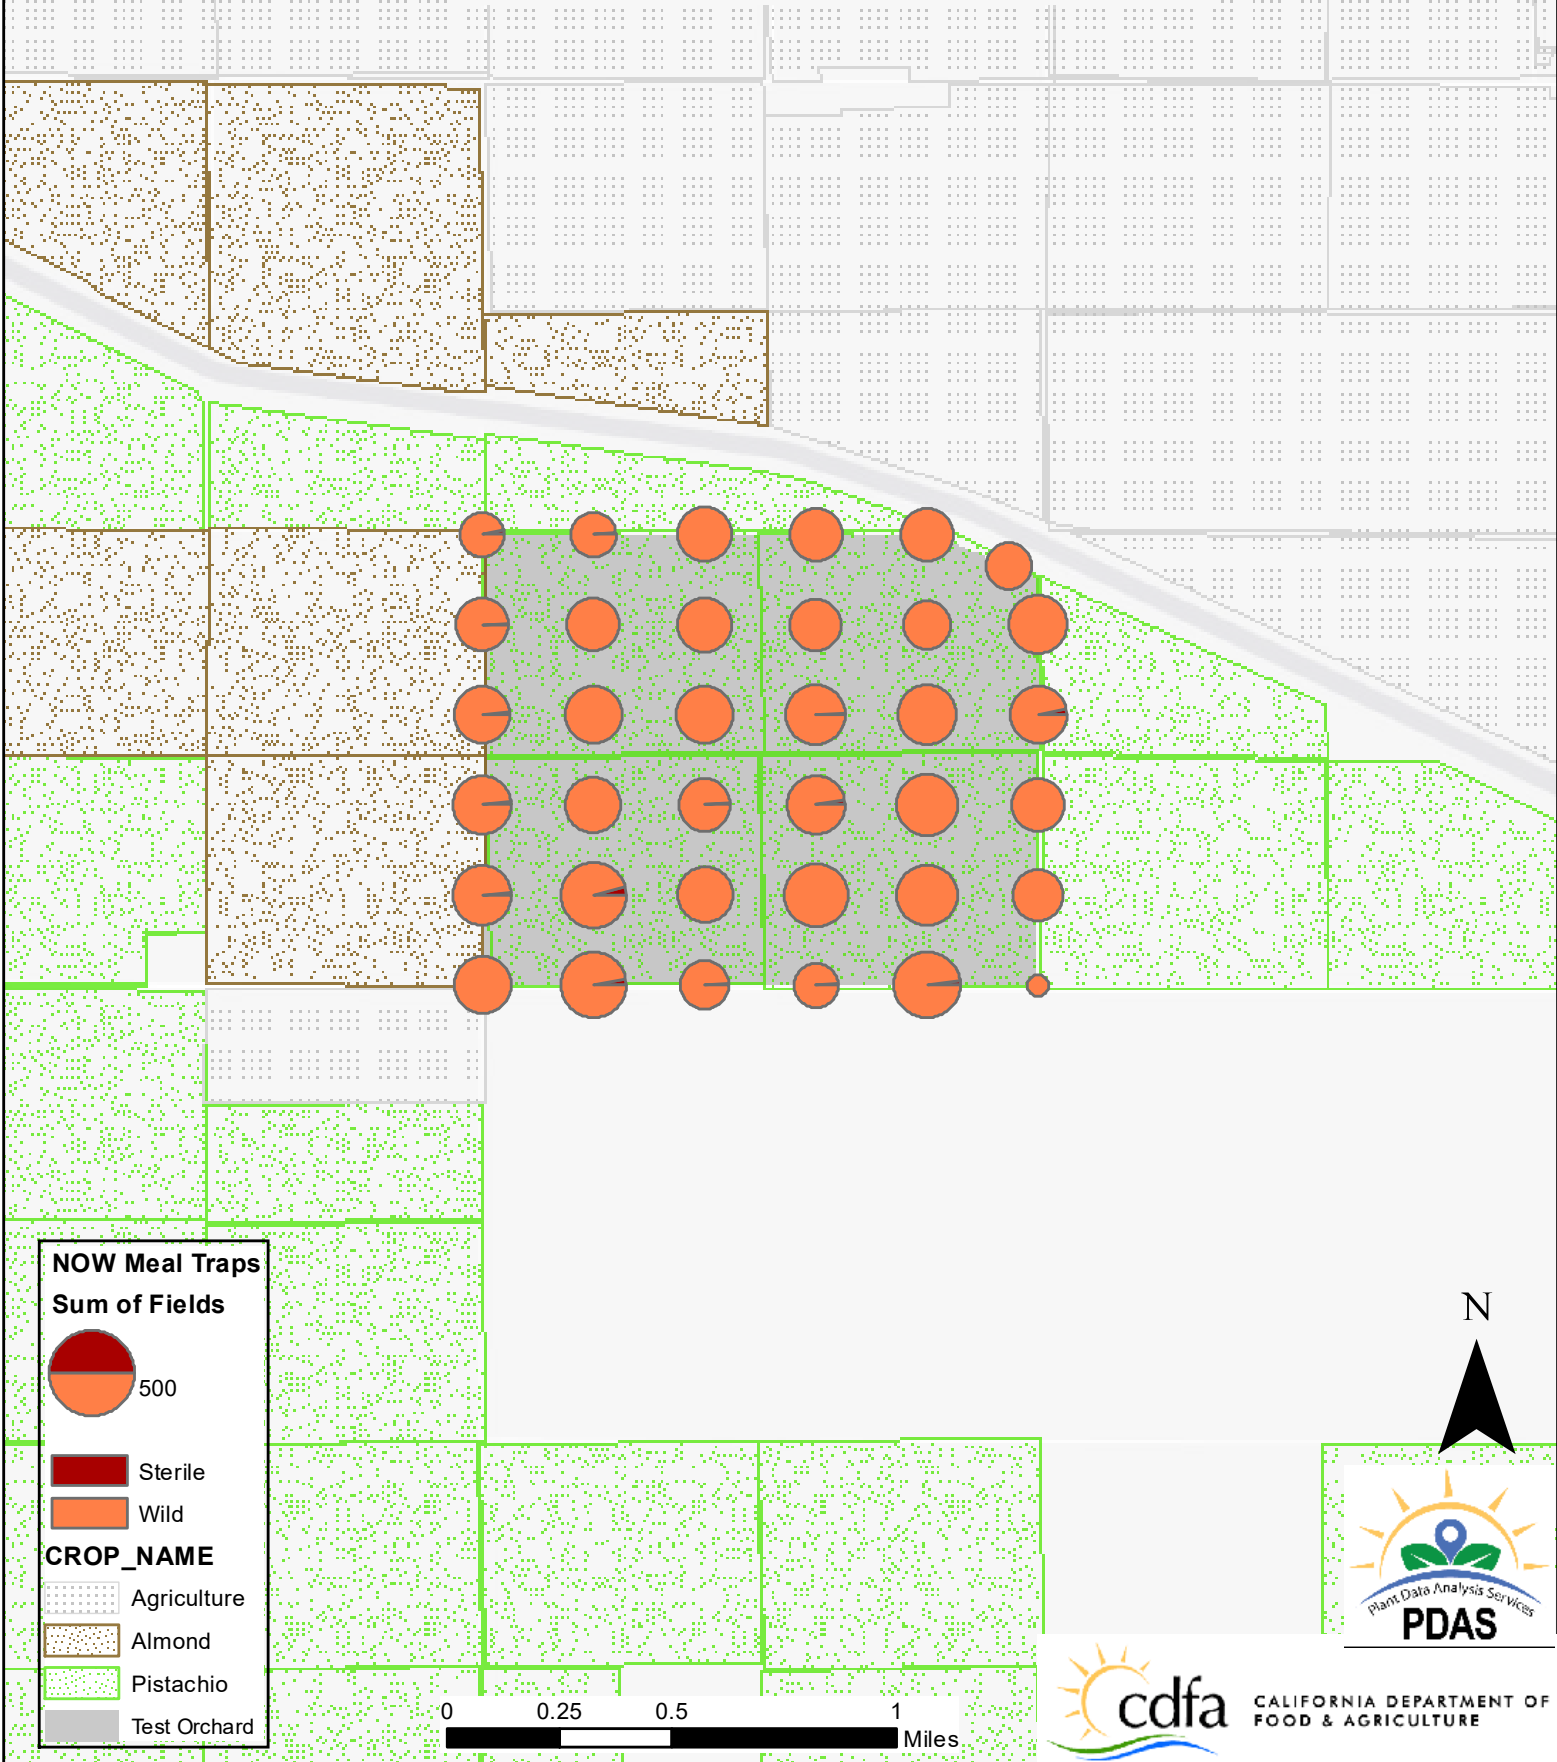 NOW Meal Traps
Sum of Fields
500
Sterile
Wild
CROP_NAME
Agriculture
Almond
Pistachio
Test Orchard
0 0.25 0.5 1
Miles
N
Plant Data Analysis Services
PDAS
cdfa
CALIFORNIA DEPARTMENT OF
FOOD & AGRICULTURE